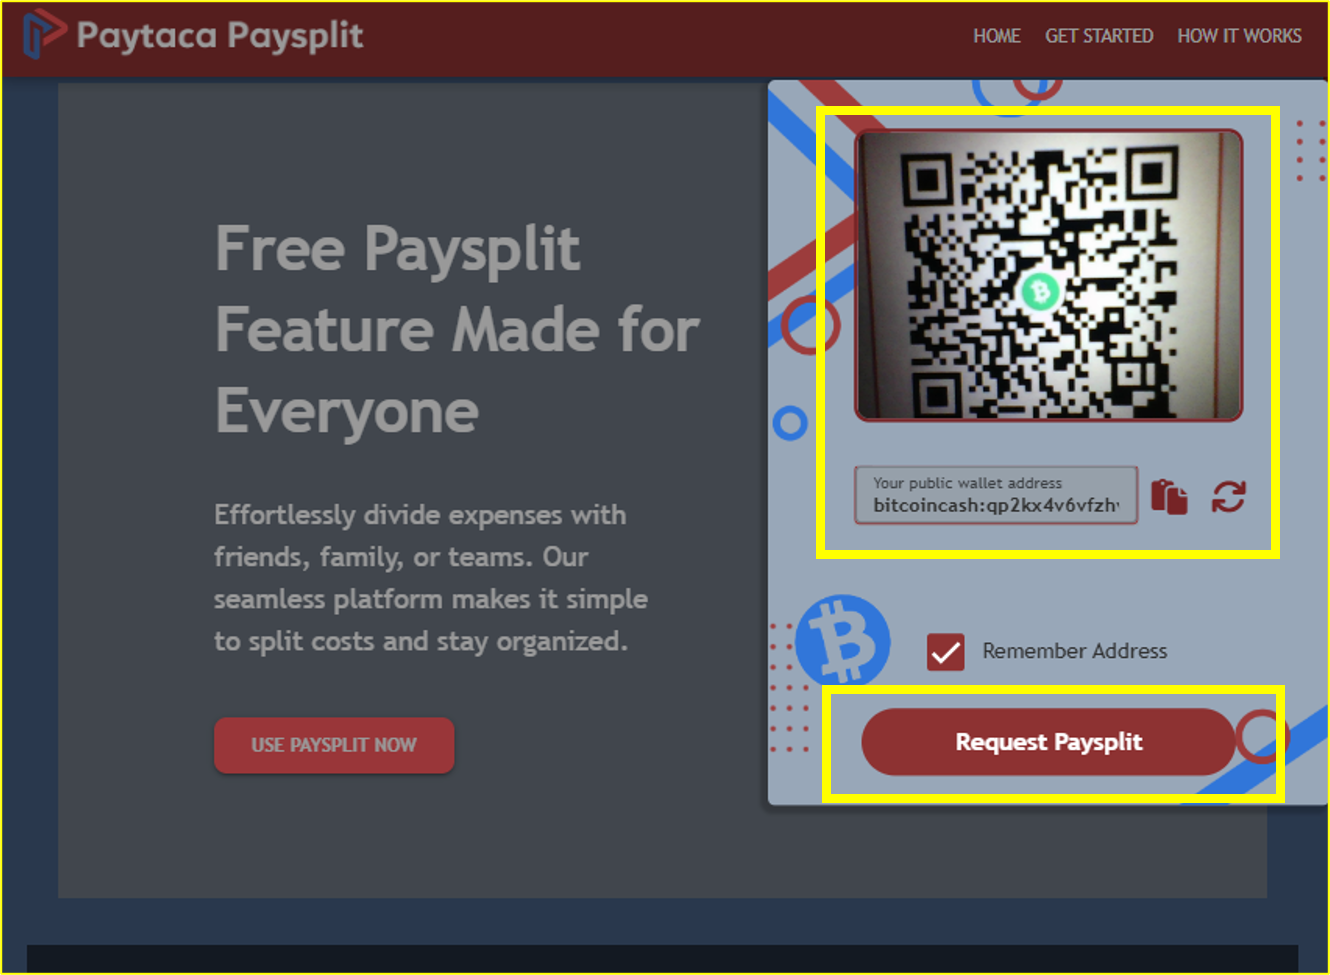 Paytaca Paysplit
HOME
GET STARTED
HOW IT WORKS
Free Paysplit
Feature Made for
Everyone
Effortlessly divide expenses with
friends, family, or teams. Our
seamless platform makes it simple
to split costs and stay organized.
USE PAYSPLIT NOW
Your public wallet address
bitcoincash:qp2kx4v6vfzh
Remember Address
Request Paysplit